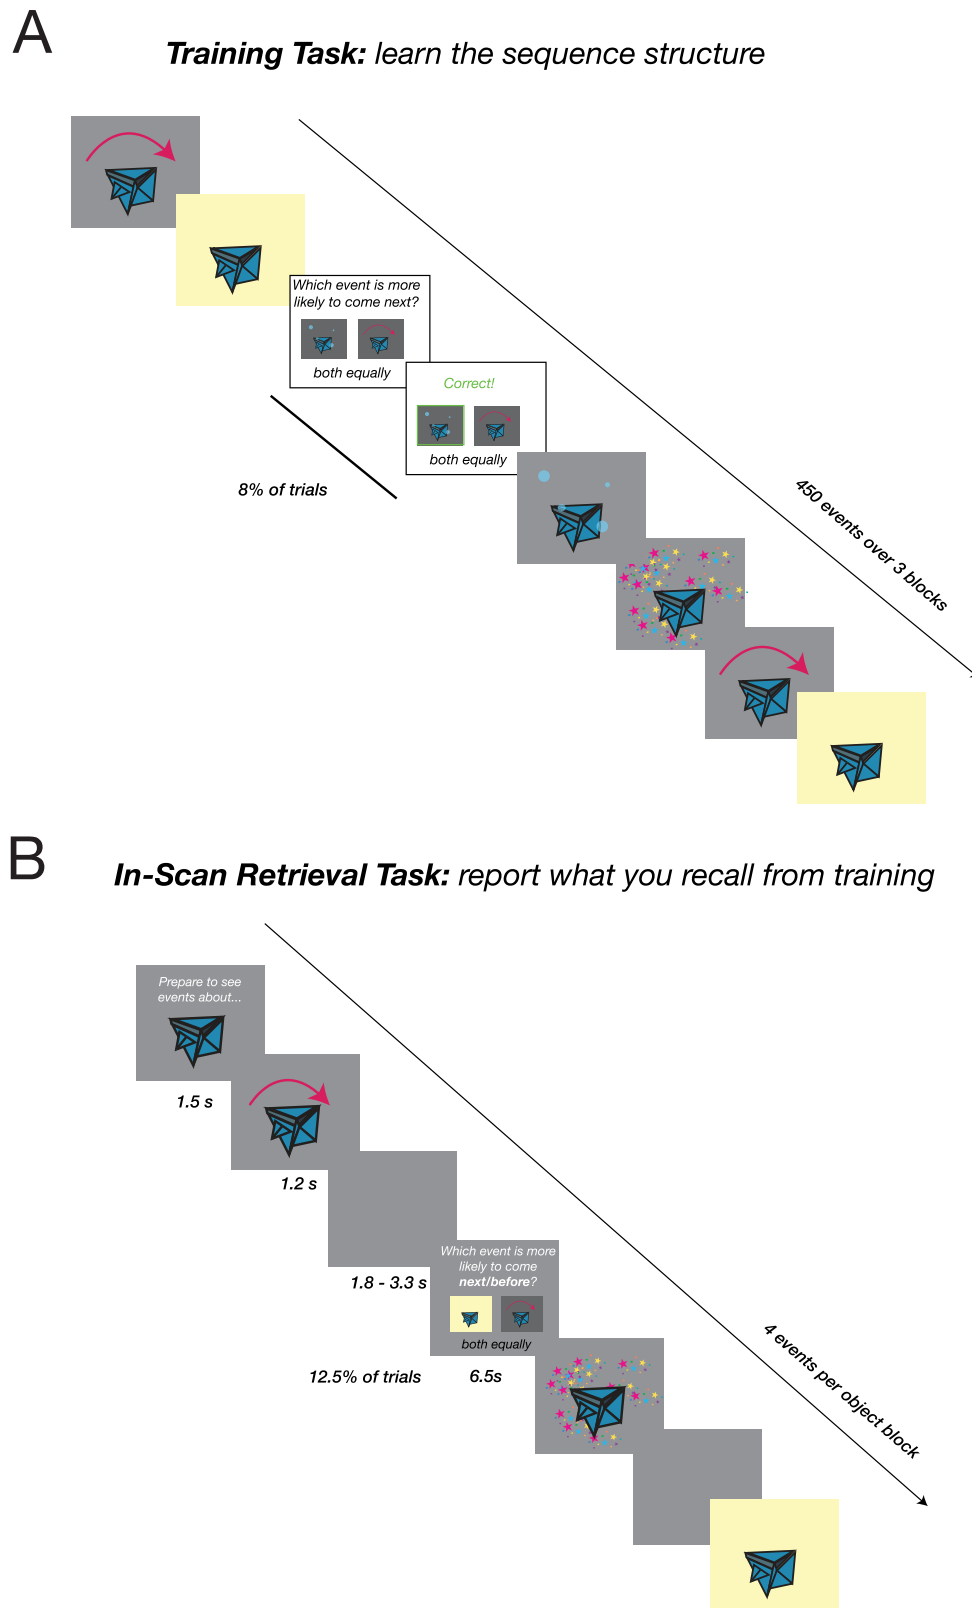 A
Training Task: learn the sequence structure
Which event is more
likely to come next?
both equally
Correct!
both equally
8% of trials
450 events over 3 blocks
B
In-Scan Retrieval Task: report what you recall from training
Prepare to see
events about...
1.5 s
1.2 s
1.8 - 3.3 s
Which event is more
likely to come
next/before?
both equally
12.5% of trials
6.5s
4 events per object block